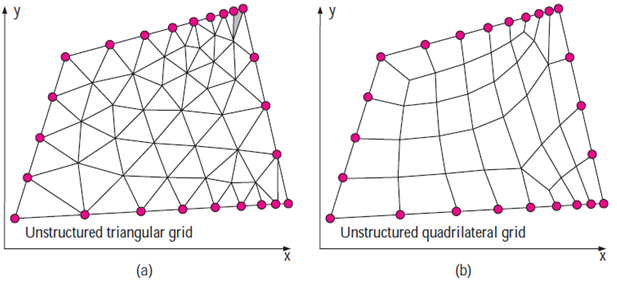 y
y
Unstructured triangular grid
Unstructured quadrilateral grid
x
x
(a)
(b)